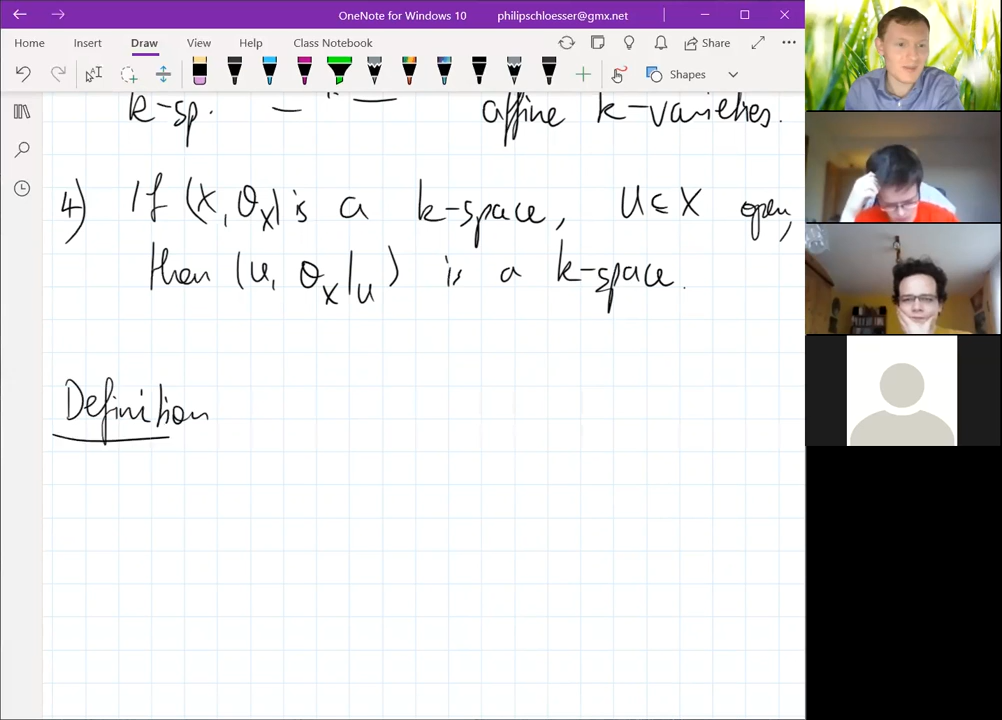 OneNote for Windows 10
philipschloesser@gmx.net
Home Insert Draw View Help Class Notebook Share
Shapes
k-sp. — " — affine k-varieties.
4) If (X, O_X) is a k-space, U ⊆ X open,
then (U, O_X|_U) is a k-space.
Definition